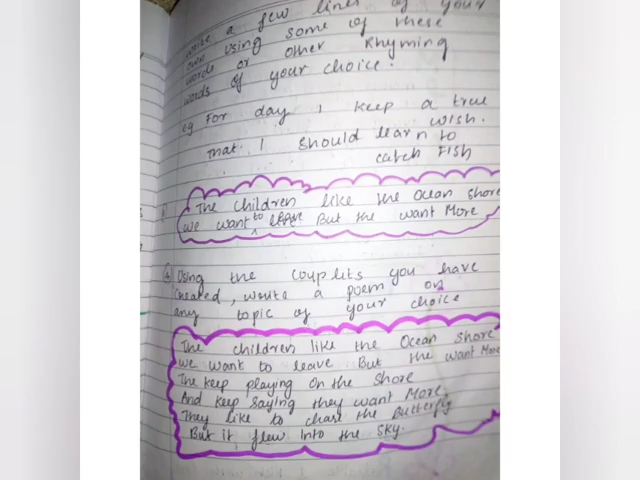 write a few lines of your
own using some of these
words or other Rhyming
words of your choice.
eg For day I keep a true
wish.
That I should learn to
catch Fish
The children like the Ocean shore
we want to leave But the want More
④ Using the couplits you have
created, write a poem on
any topic of your choice
The children like the Ocean shore
we want to leave But the want More
The keep playing on the shore
And keep saying they want More.
They like to chase the Butterfly
But it flew into the sky.